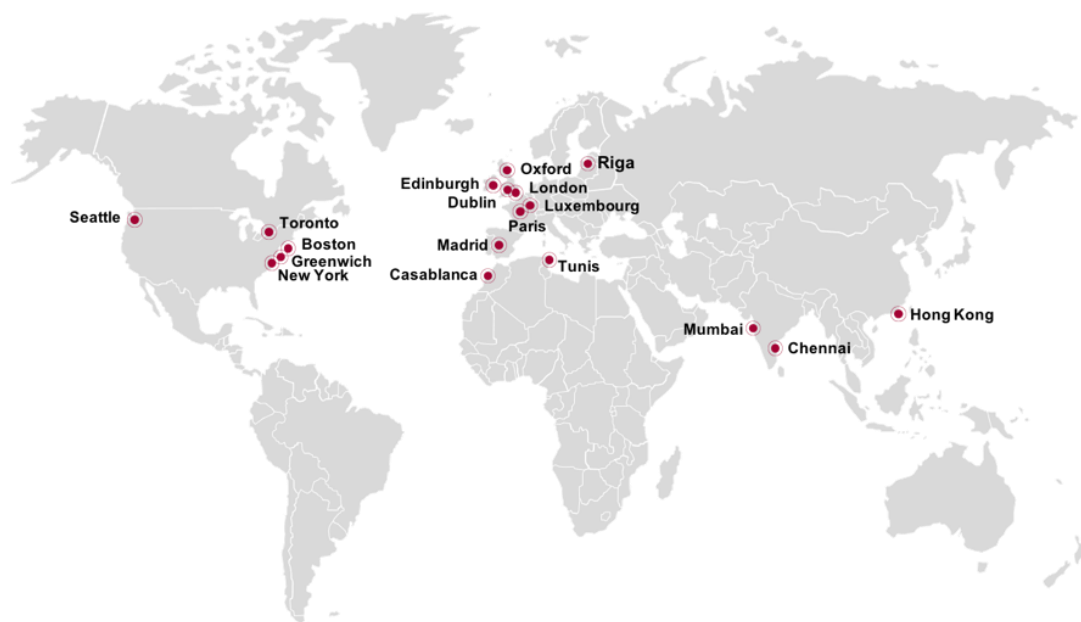 Oxford
Riga
Edinburgh
London
Dublin
Luxembourg
Paris
Seattle
Toronto
Boston
Greenwich
New York
Madrid
Casablanca
Tunis
Hong Kong
Mumbai
Chennai